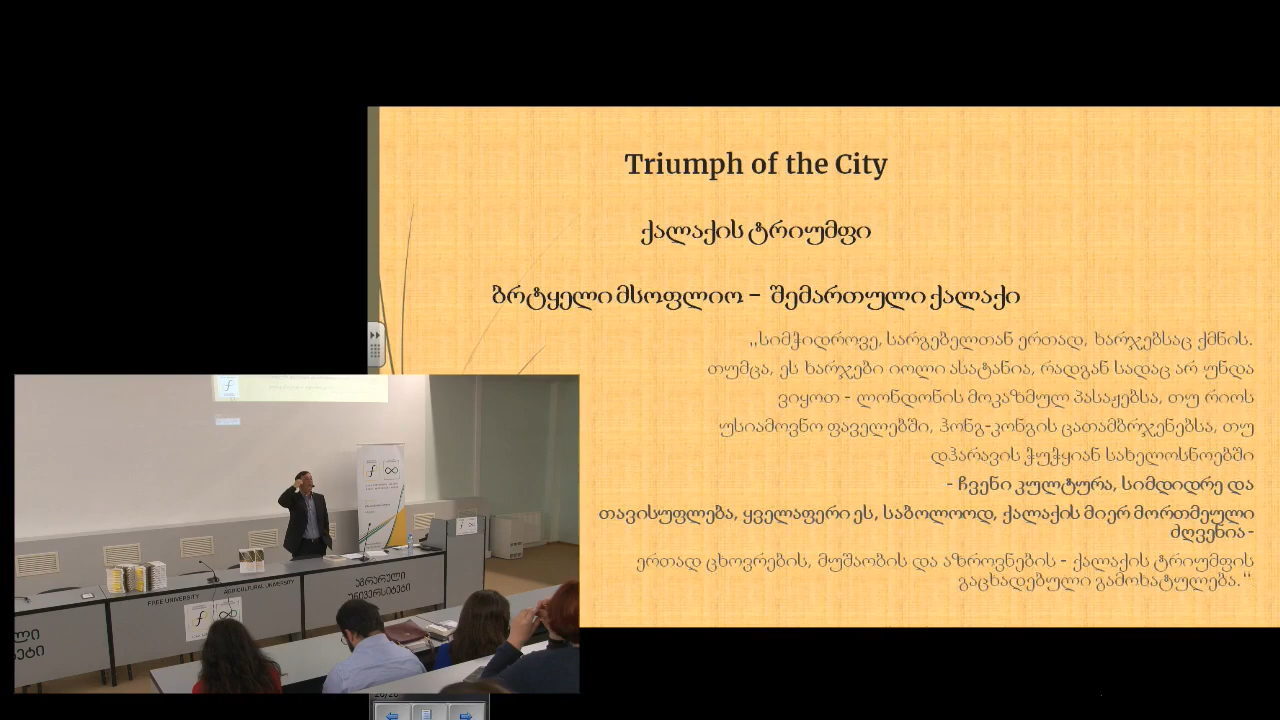 Triumph of the City
ქალაქის ტრიუმფი
ბრტყელი მსოფლიო - შემართული ქალაქი
,,სიმჭიდროვე, სარგებელთან ერთად, ხარჯებსაც ქმნის.
თუმცა, ეს ხარჯები იოლი ასატანია, რადგან სადაც არ უნდა
ვიყოთ - ლონდონის მოკაზმულ პასაჟებსა, თუ რიოს
უსიამოვნო ფაველებში, ჰონგ-კონგის ცათამბრჯენებსა, თუ
დჰარავის ჭუჭყიან სახელოსნოებში
- ჩვენი კულტურა, სიმდიდრე და
თავისუფლება, ყველაფერი ეს, საბოლოოდ, ქალაქის მიერ მორთმეული
ძღვენია -
ერთად ცხოვრების, მუშაობის და აზროვნების - ქალაქის ტრიუმფის
გაცხადებული გამოხატულება."
FREE UNIVERSITY
AGRICULTURAL UNIVERSITY
აგრარული
უნივერსიტეტი
20/20